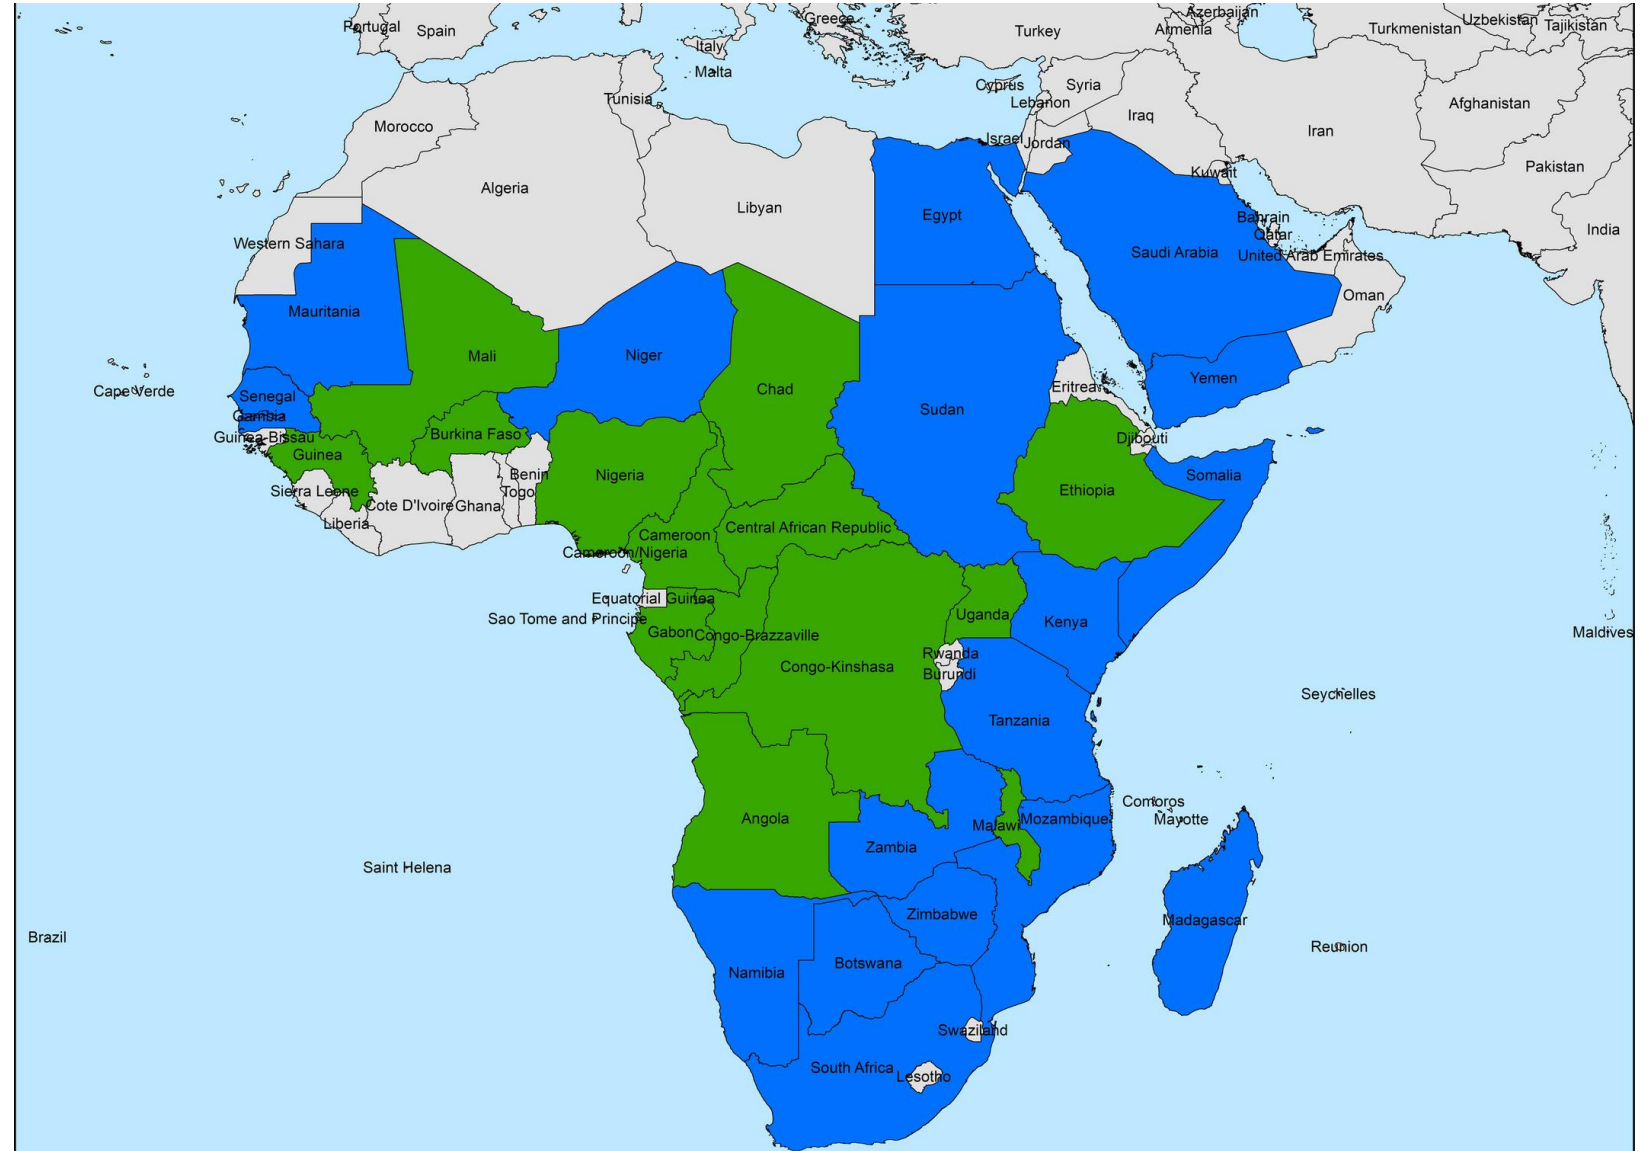 Portugal
Spain
Italy
Greece
Malta
Turkey
Azerbaijan
Armenia
Turkmenistan
Uzbekistan
Tajikistan
Cyprus
Syria
Lebanon
Iraq
Iran
Afghanistan
Israel
Jordan
Kuwait
Pakistan
India
Morocco
Tunisia
Algeria
Libyan
Egypt
Western Sahara
Saudi Arabia
Bahrain
Qatar
United Arab Emirates
Oman
Mauritania
Mali
Niger
Chad
Sudan
Eritrea
Yemen
Cape Verde
Senegal
Gambia
Guinea-Bissau
Guinea
Burkina Faso
Djibouti
Sierra Leone
Liberia
Cote D'Ivoire
Ghana
Togo
Benin
Nigeria
Ethiopia
Somalia
Cameroon
Cameroon/Nigeria
Central African Republic
Equatorial Guinea
Sao Tome and Principe
Gabon
Congo-Brazzaville
Congo-Kinshasa
Uganda
Kenya
Rwanda
Burundi
Maldives
Tanzania
Seychelles
Angola
Zambia
Malawi
Mozambique
Comoros
Mayotte
Saint Helena
Brazil
Zimbabwe
Madagascar
Reunion
Namibia
Botswana
Swaziland
South Africa
Lesotho